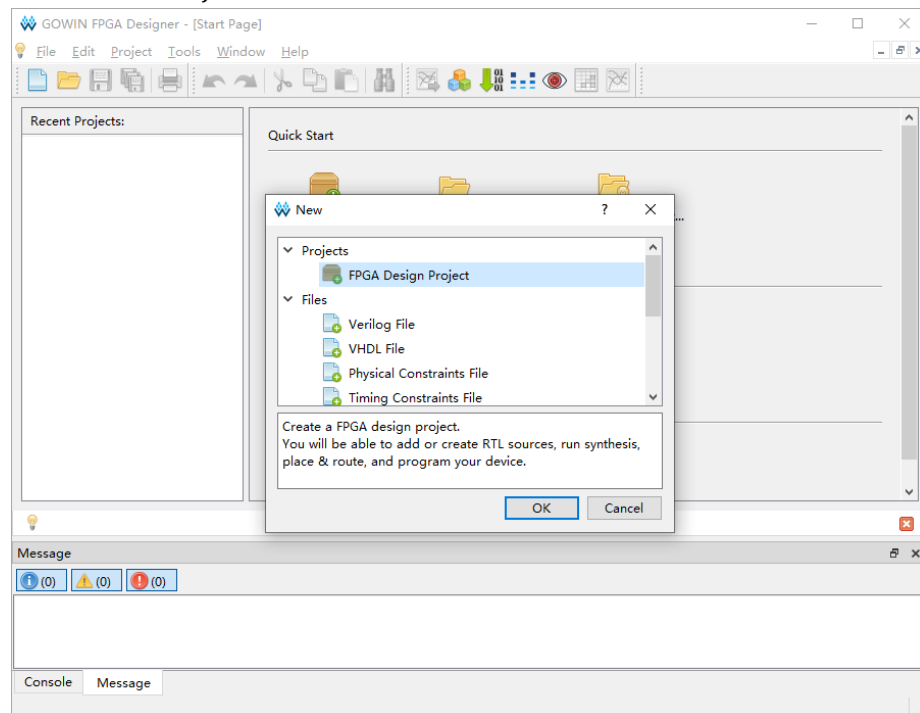 GOWIN FPGA Designer - [Start Page]
File Edit Project Tools Window Help
Recent Projects:
Quick Start
...
New
Projects
FPGA Design Project
Files
Verilog File
VHDL File
Physical Constraints File
Timing Constraints File
Create a FPGA design project.
You will be able to add or create RTL sources, run synthesis,
place & route, and program your device.
OK Cancel
Message
(0) (0) (0)
Console Message